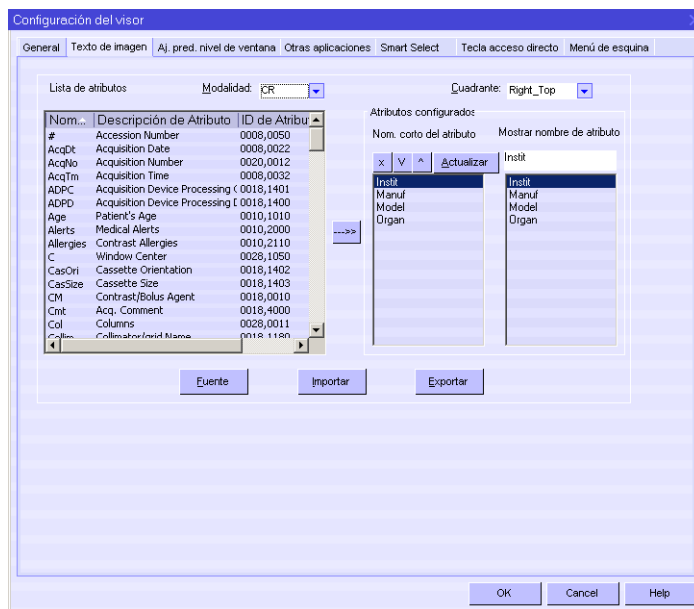 Configuración del visor
General Texto de imagen Aj. pred. nivel de ventana Otras aplicaciones Smart Select Tecla acceso directo Menú de esquina
Lista de atributos Modalidad: CR Cuadrante: Right_Top
Atributos configurados
Nom. corto del atributo Mostrar nombre de atributo
Nom... Descripción de Atributo ID de Atribu
x V ^ Actualizar Instit
# Accession Number 0008,0050
AcqDt Acquisition Date 0008,0022
AcqNo Acquisition Number 0020,0012
AcqTm Acquisition Time 0008,0032
ADPC Acquisition Device Processing ( 0018,1401
ADPD Acquisition Device Processing [ 0018,1400
Age Patient's Age 0010,1010
Alerts Medical Alerts 0010,2000
Allergies Contrast Allergies 0010,2110
C Window Center 0028,1050
CasOri Cassette Orientation 0018,1402
CasSize Cassette Size 0018,1403
CM Contrast/Bolus Agent 0018,0010
Cmt Acq. Comment 0018,4000
Col Columns 0028,0011
Collim Collimator/grid Name 0018,1180
--->>
Instit Instit
Manuf Manuf
Model Model
Organ Organ
Fuente Importar Exportar
OK Cancel Help